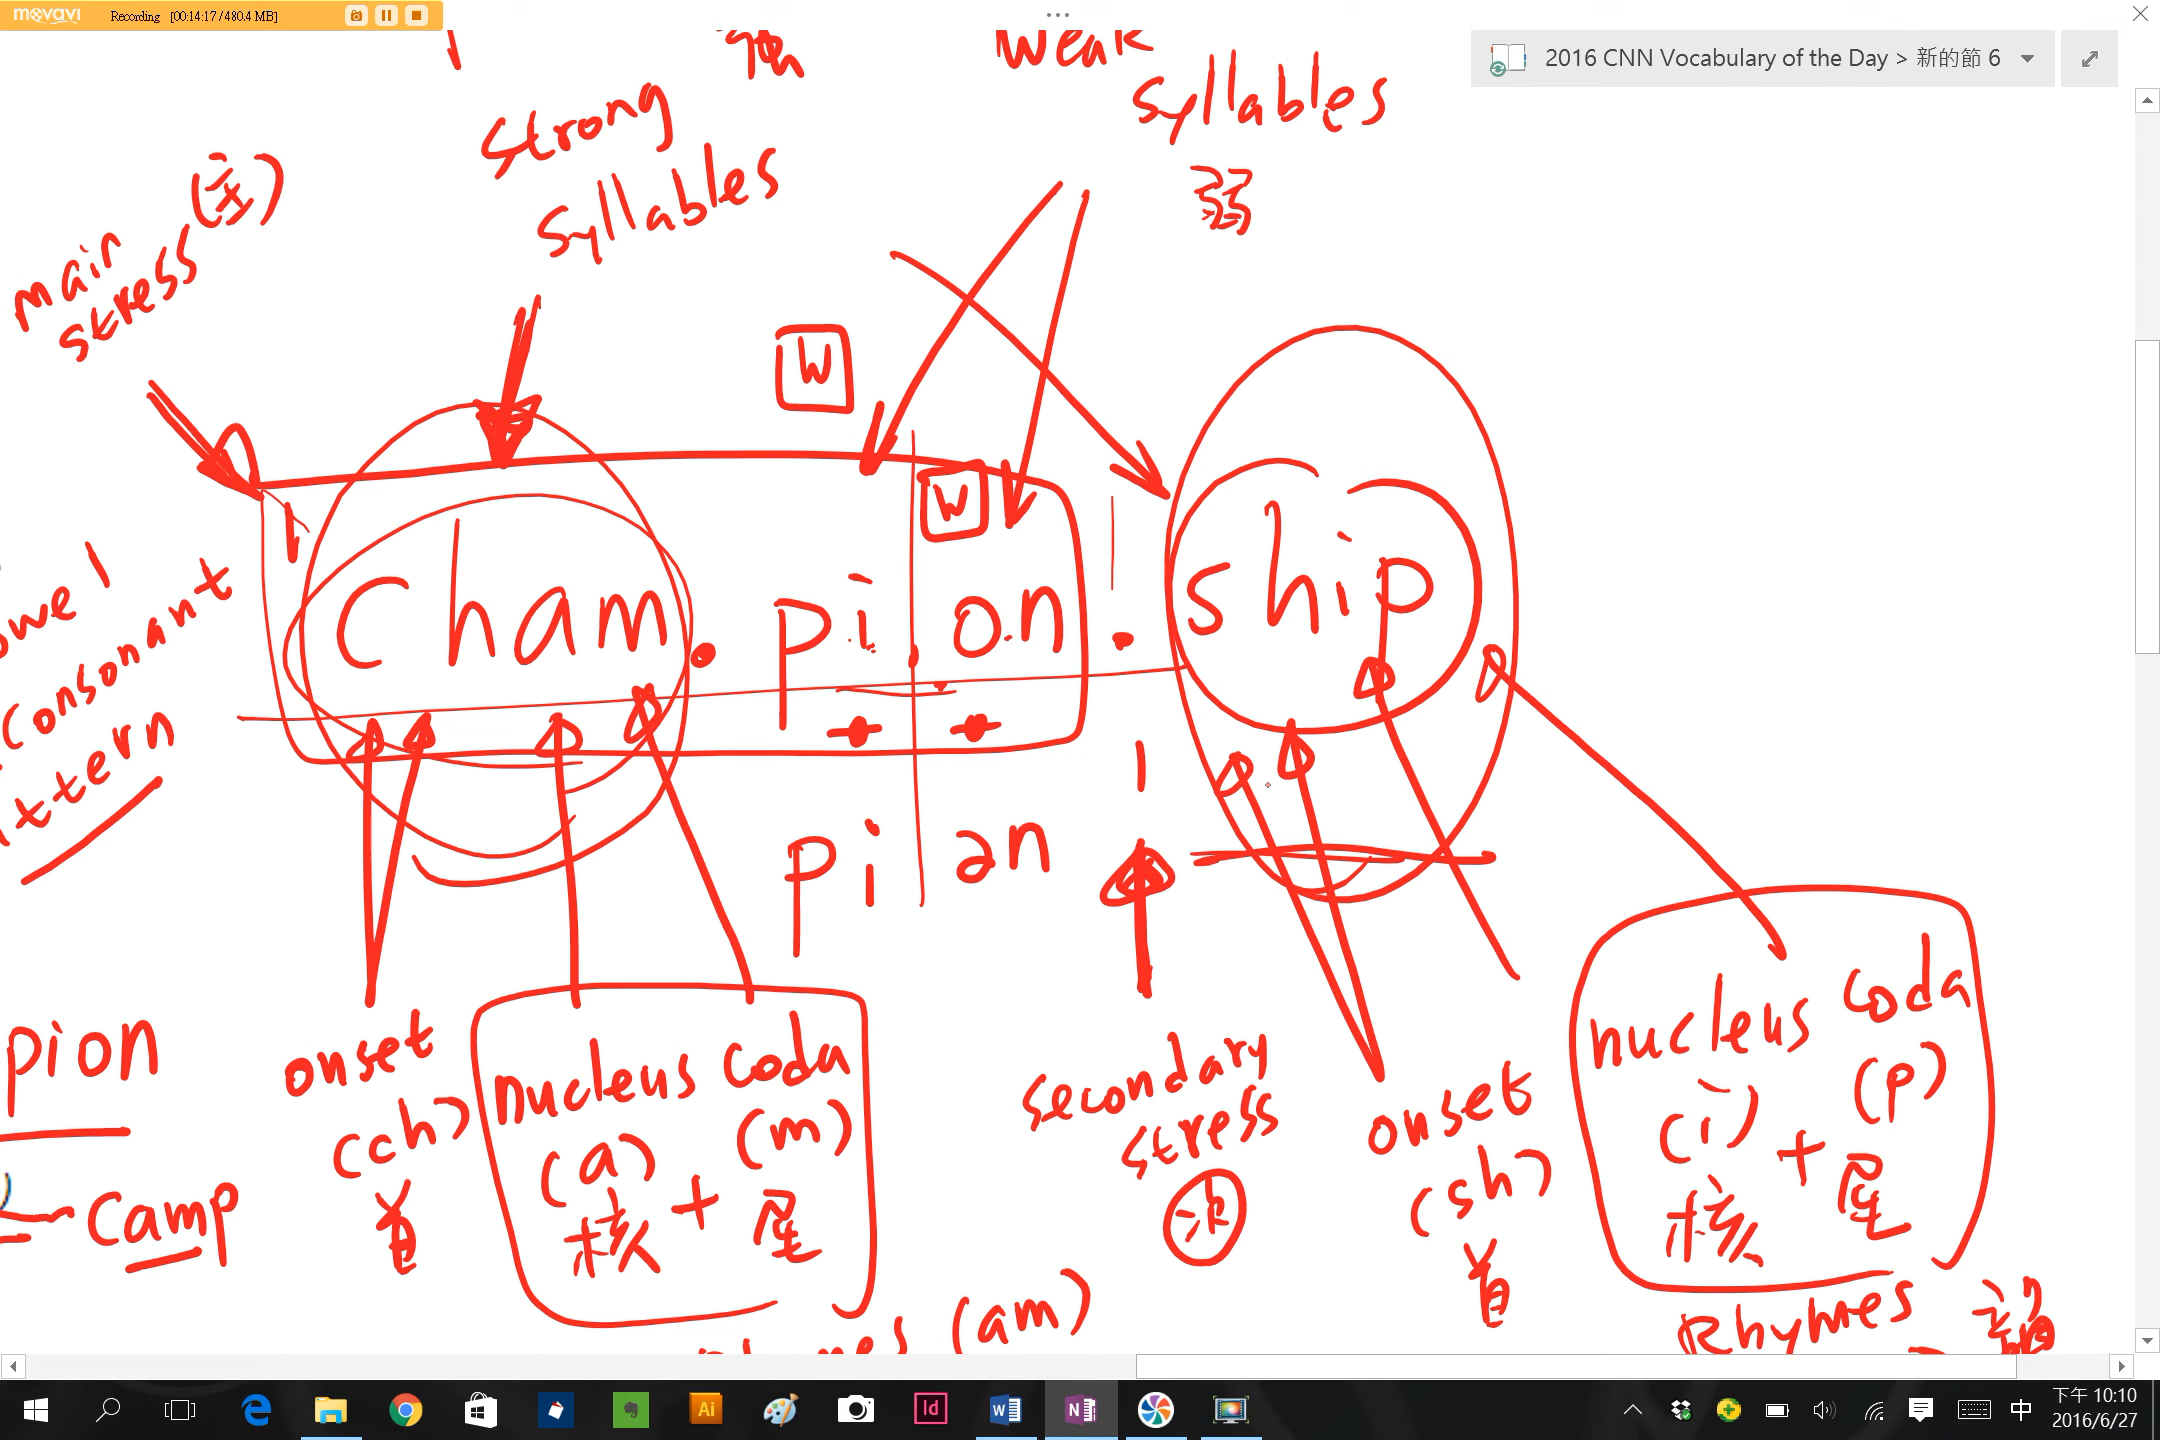 movavi Recording [00:14:17 / 480.4 MB]
2016 CNN Vocabulary of the Day > 新的節 6
weak
syllables
弱
strong
syllables
main
stress (主)
W
W
Cham. pi. on. ship
consonant
pi an
pion
camp
onset
(ch)
首
nucleus coda
(a) (m)
核 + 尾
(am)
secondary
stress
次
onset
(sh)
首
nucleus coda
(i) (p)
核 + 尾
Rhymes
中
下午 10:10
2016/6/27